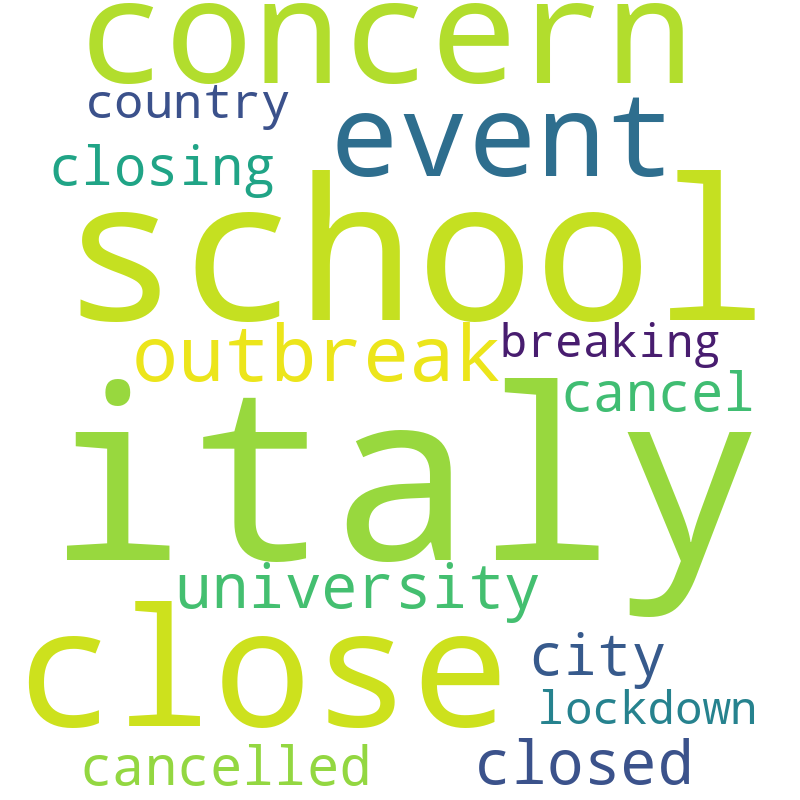 concern
country
event
closing
school
outbreak
breaking
cancel
italy
university
close
city
lockdown
cancelled
closed